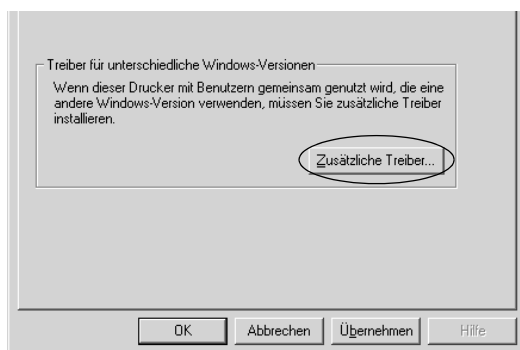 Treiber für unterschiedliche Windows-Versionen
Wenn dieser Drucker mit Benutzern gemeinsam genutzt wird, die eine
andere Windows-Version verwenden, müssen Sie zusätzliche Treiber
installieren.
Zusätzliche Treiber...
OK Abbrechen Übernehmen Hilfe